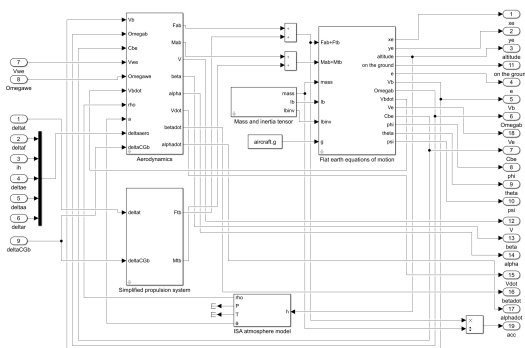 7
Vwe
8
Omegawe
1
deltat
2
deltaf
3
ih
4
deltae
5
deltaa
6
deltar
9
deltaCGb
Vb
Omegab
Cbe
Vwe
Omegawe
Vbdot
rho
a
deltaaero
deltaCGb
Fab
Mab
V
beta
alpha
Vdot
betadot
alphadot
Aerodynamics
deltat
deltaCGb
Ftb
Mtb
Simplified propulsion system
mass
Ib
Ibinv
Mass and inertia tensor
aircraft.g
Fab+Ftb
Mab+Mtb
mass
Ib
Ibinv
g
xe
ye
altitude
on the ground
e
Vb
Omegab
Vbdot
Ve
Cbe
phi
theta
psi
Flat earth equations of motion
rho
P
T
a
h
ISA atmosphere model
1
xe
2
ye
3
altitude
11
on the ground
4
e
5
Vb
6
Omegab
18
Ve
7
Cbe
8
phi
9
theta
10
psi
12
V
13
beta
14
alpha
15
Vdot
16
betadot
17
alphadot
19
acc